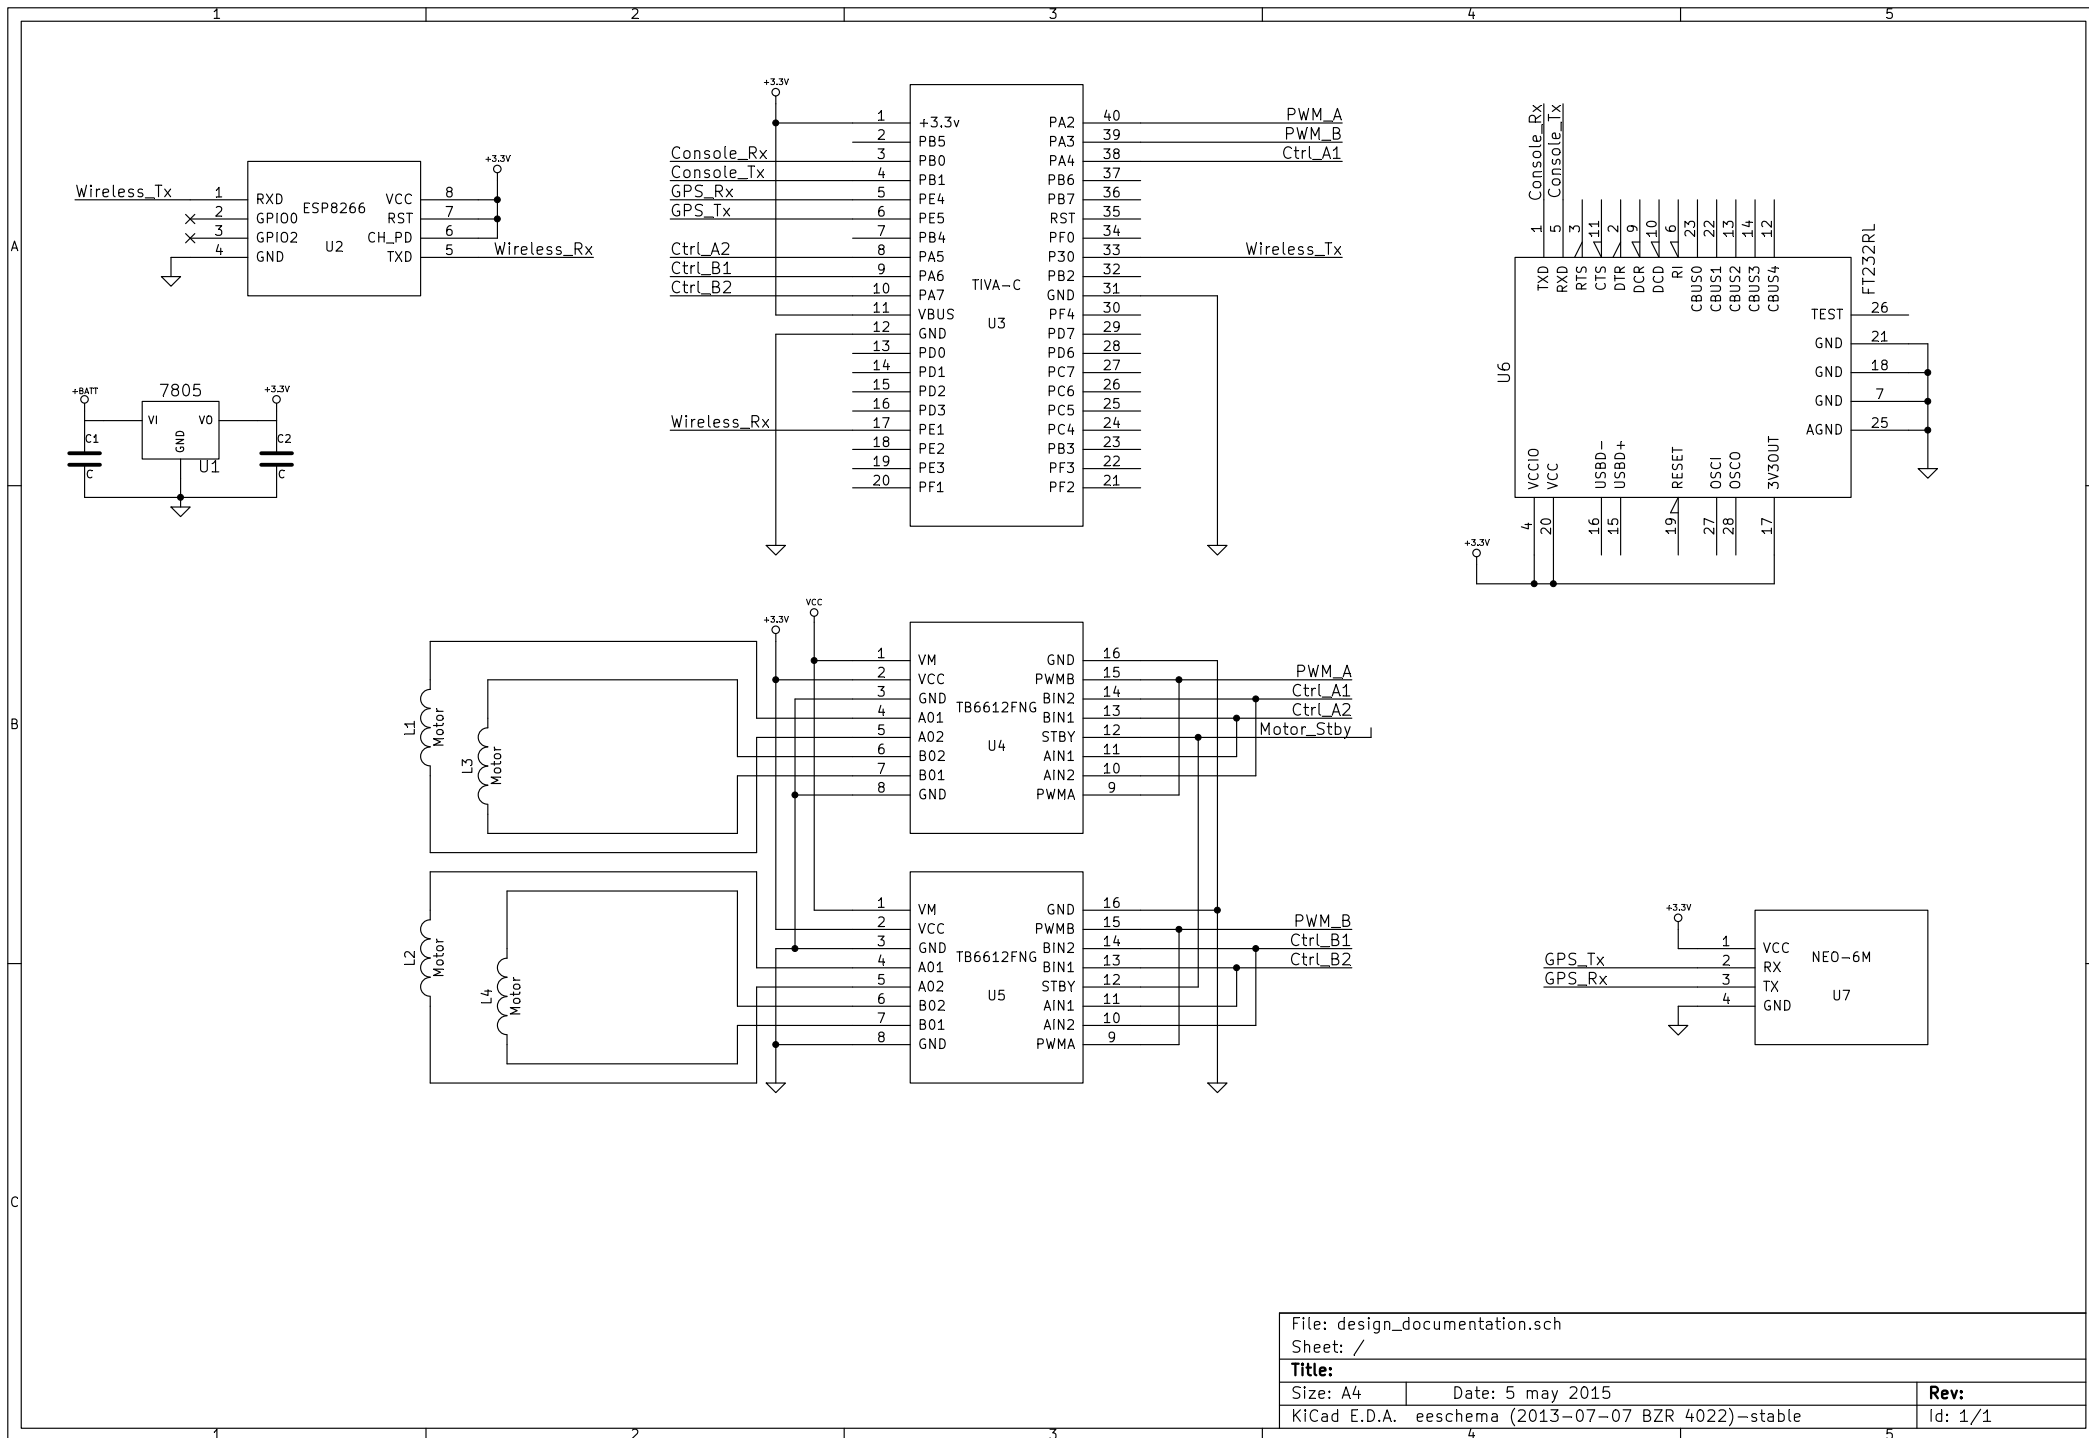 1 2 3 4 5
A
B
C
+3.3V
Wireless_Tx
1 RXD VCC 8
2 GPIO0 ESP8266 RST 7
3 GPIO2 U2 CH_PD 6
4 GND TXD 5 Wireless_Rx
+BATT 7805 +3.3V
VI VO
GND
C1 C2
C U1 C
+3.3V
1 +3.3v PA2 40 PWM_A
2 PB5 PA3 39 PWM_B
Console_Rx 3 PB0 PA4 38 Ctrl_A1
Console_Tx 4 PB1 PB6 37
GPS_Rx 5 PE4 PB7 36
GPS_Tx 6 PE5 RST 35
7 PB4 PF0 34
Ctrl_A2 8 PA5 P30 33 Wireless_Tx
Ctrl_B1 9 PA6 PB2 32
Ctrl_B2 10 PA7 TIVA-C GND 31
11 VBUS U3 PF4 30
12 GND PD7 29
13 PD0 PD6 28
14 PD1 PC7 27
15 PD2 PC6 26
16 PD3 PC5 25
Wireless_Rx 17 PE1 PC4 24
18 PE2 PB3 23
19 PE3 PF3 22
20 PF1 PF2 21
Console_Rx
Console_Tx
1 5 3 11 2 9 10 6 23 22 13 14 12
TXD RXD RTS CTS DTR DCR DCD RI CBUS0 CBUS1 CBUS2 CBUS3 CBUS4
FT232RL
U6
TEST 26
GND 21
GND 18
GND 7
AGND 25
VCCIO VCC USBD- USBD+ RESET OSCI OSCO 3V3OUT
4 20 16 15 19 27 28 17
+3.3V
VCC
+3.3V
1 VM GND 16
2 VCC PWMB 15 PWM_A
3 GND TB6612FNG BIN2 14 Ctrl_A1
4 A01 BIN1 13 Ctrl_A2
5 A02 U4 STBY 12 Motor_Stby
6 B02 AIN1 11
7 B01 AIN2 10
8 GND PWMA 9
L1 Motor
L3 Motor
1 VM GND 16
2 VCC PWMB 15 PWM_B
3 GND TB6612FNG BIN2 14 Ctrl_B1
4 A01 BIN1 13 Ctrl_B2
5 A02 U5 STBY 12
6 B02 AIN1 11
7 B01 AIN2 10
8 GND PWMA 9
L2 Motor
L4 Motor
+3.3V
1 VCC NEO-6M
GPS_Tx 2 RX
GPS_Rx 3 TX U7
4 GND
File: design_documentation.sch
Sheet: /
Title:
Size: A4 Date: 5 may 2015 Rev:
KiCad E.D.A. eeschema (2013-07-07 BZR 4022)-stable Id: 1/1
1 2 3 4 5